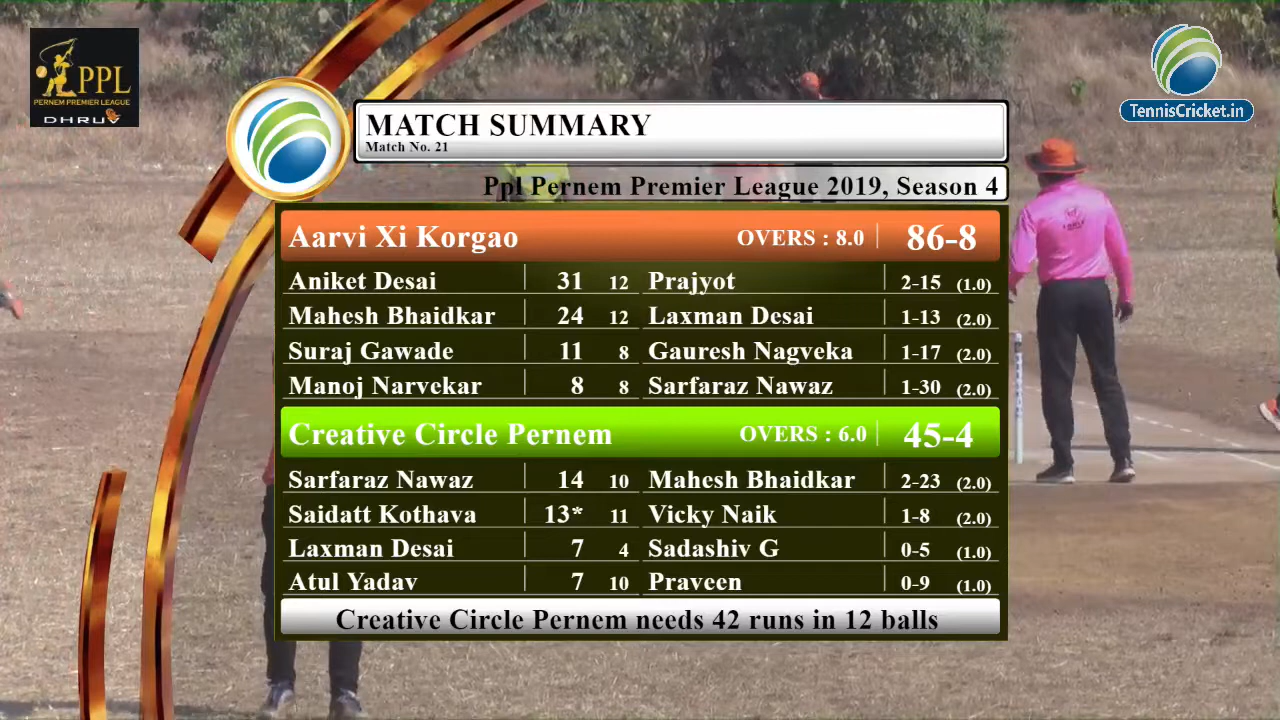 PPL
PERNEM PREMIER LEAGUE
DHRUV
TennisCricket.in
MATCH SUMMARY
Match No. 21
Ppl Pernem Premier League 2019, Season 4
Aarvi Xi Korgao OVERS : 8.0 86-8
Aniket Desai 31 12 Prajyot 2-15 (1.0)
Mahesh Bhaidkar 24 12 Laxman Desai 1-13 (2.0)
Suraj Gawade 11 8 Gauresh Nagveka 1-17 (2.0)
Manoj Narvekar 8 8 Sarfaraz Nawaz 1-30 (2.0)
Creative Circle Pernem OVERS : 6.0 45-4
Sarfaraz Nawaz 14 10 Mahesh Bhaidkar 2-23 (2.0)
Saidatt Kothava 13* 11 Vicky Naik 1-8 (2.0)
Laxman Desai 7 4 Sadashiv G 0-5 (1.0)
Atul Yadav 7 10 Praveen 0-9 (1.0)
Creative Circle Pernem needs 42 runs in 12 balls